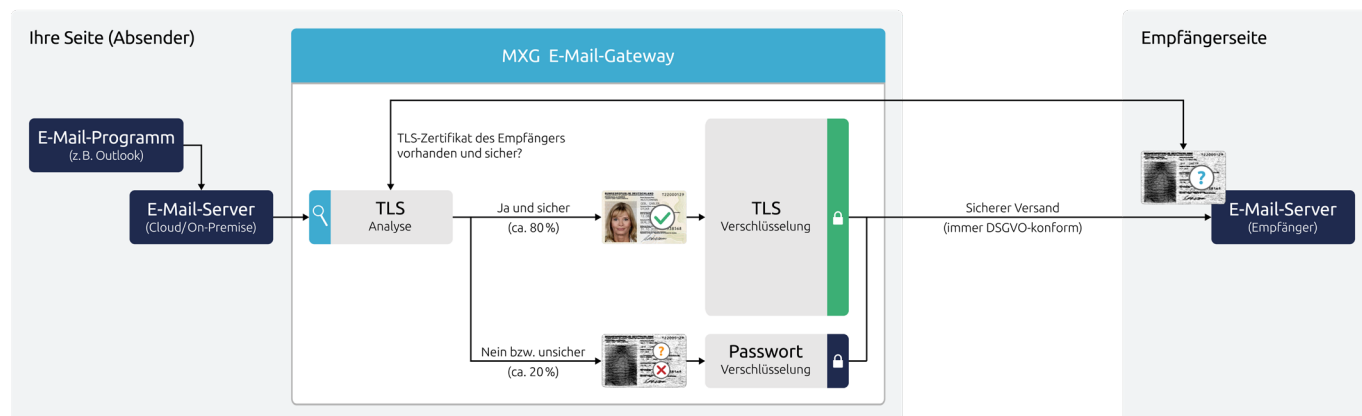 Ihre Seite (Absender)
MXG E-Mail-Gateway
Empfängerseite
E-Mail-Programm
(z. B. Outlook)
TLS-Zertifikat des Empfängers
vorhanden und sicher?
E-Mail-Server
(Cloud/On-Premise)
TLS
Analyse
Ja und sicher
(ca. 80 %)
TLS
Verschlüsselung
Sicherer Versand
(immer DSGVO-konform)
?
E-Mail-Server
(Empfänger)
Nein bzw. unsicher
(ca. 20 %)
?
Passwort
Verschlüsselung